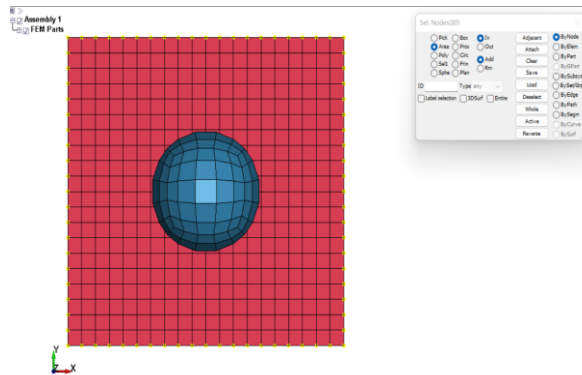 Assembly 1
FEM Parts
Sel. Nodes(80)
Pick Box In
Area Prox Out
Poly Circ
Sel1 Frin Add
Sphe Plan Rm
ID Type any
Label selection 3DSurf Entire
Adjacent
Attach
Clear
Save
Load
Deselect
Whole
Active
Reverse
ByNode
ByElem
ByPart
ByGPart
BySubsys
BySet/Grp
ByEdge
ByPath
BySegm
ByCurve
BySurf
Y
Z X